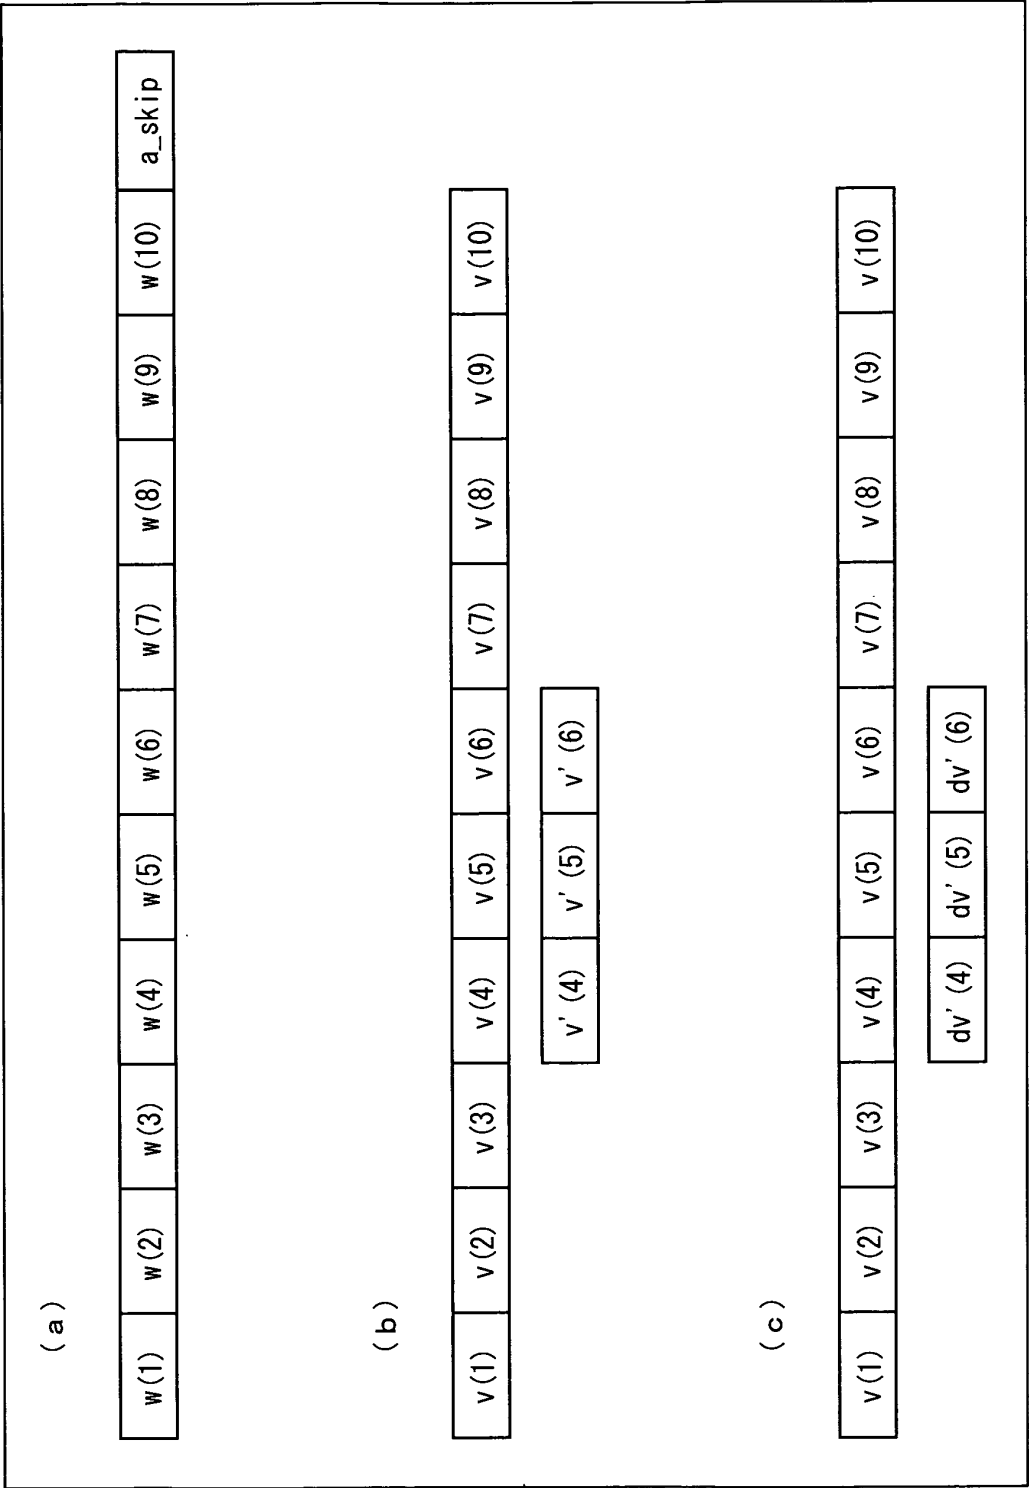 (a)
w(1) w(2) w(3) w(4) w(5) w(6) w(7) w(8) w(9) w(10) a_skip
(b)
v(1) v(2) v(3) v(4) v(5) v(6) v(7) v(8) v(9) v(10)
v'(4) v'(5) v'(6)
(c)
v(1) v(2) v(3) v(4) v(5) v(6) v(7) v(8) v(9) v(10)
dv'(4) dv'(5) dv'(6)